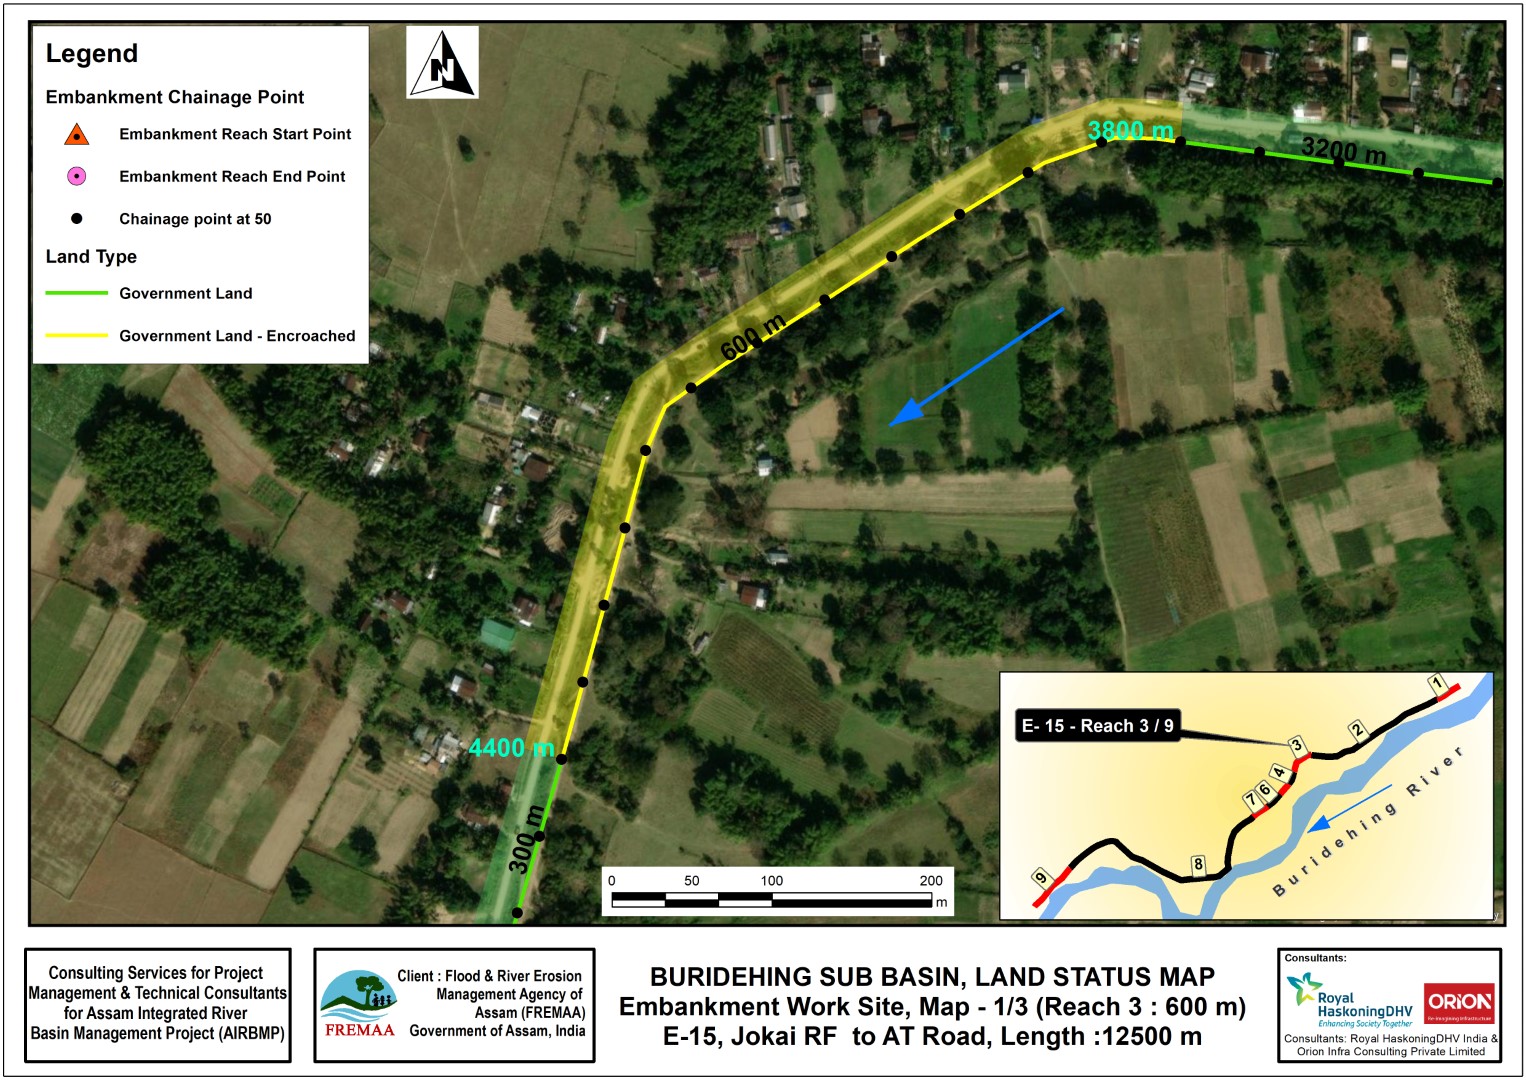 Legend
Embankment Chainage Point
Embankment Reach Start Point
Embankment Reach End Point
Chainage point at 50
Land Type
Government Land
Government Land - Encroached
N
3800 m
3200 m
600 m
4400 m
300 m
0 50 100 200
m
E- 15 - Reach 3 / 9
1
2
3
4
6
7
8
9
Buridehing River
Consulting Services for Project
Management & Technical Consultants
for Assam Integrated River
Basin Management Project (AIRBMP)
FREMAA
Client : Flood & River Erosion
Management Agency of
Assam (FREMAA)
Government of Assam, India
BURIDEHING SUB BASIN, LAND STATUS MAP
Embankment Work Site, Map - 1/3 (Reach 3 : 600 m)
E-15, Jokai RF to AT Road, Length :12500 m
Consultants:
Royal
HaskoningDHV
Enhancing Society Together
ORION
Re-imagining infrastructure
Consultants: Royal HaskoningDHV India &
Orion Infra Consulting Private Limited